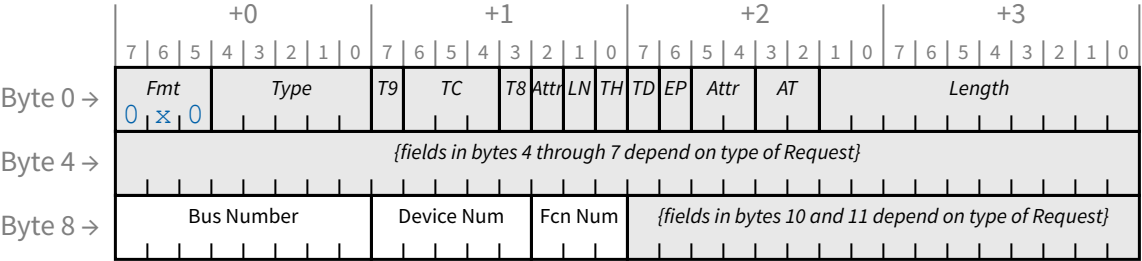 +0 +1 +2 +3
7 6 5 4 3 2 1 0 7 6 5 4 3 2 1 0 7 6 5 4 3 2 1 0 7 6 5 4 3 2 1 0
Byte 0 → Fmt Type T9 TC T8 Attr LN TH TD EP Attr AT Length
0 x 0
Byte 4 → {fields in bytes 4 through 7 depend on type of Request}
Byte 8 → Bus Number Device Num Fcn Num {fields in bytes 10 and 11 depend on type of Request}